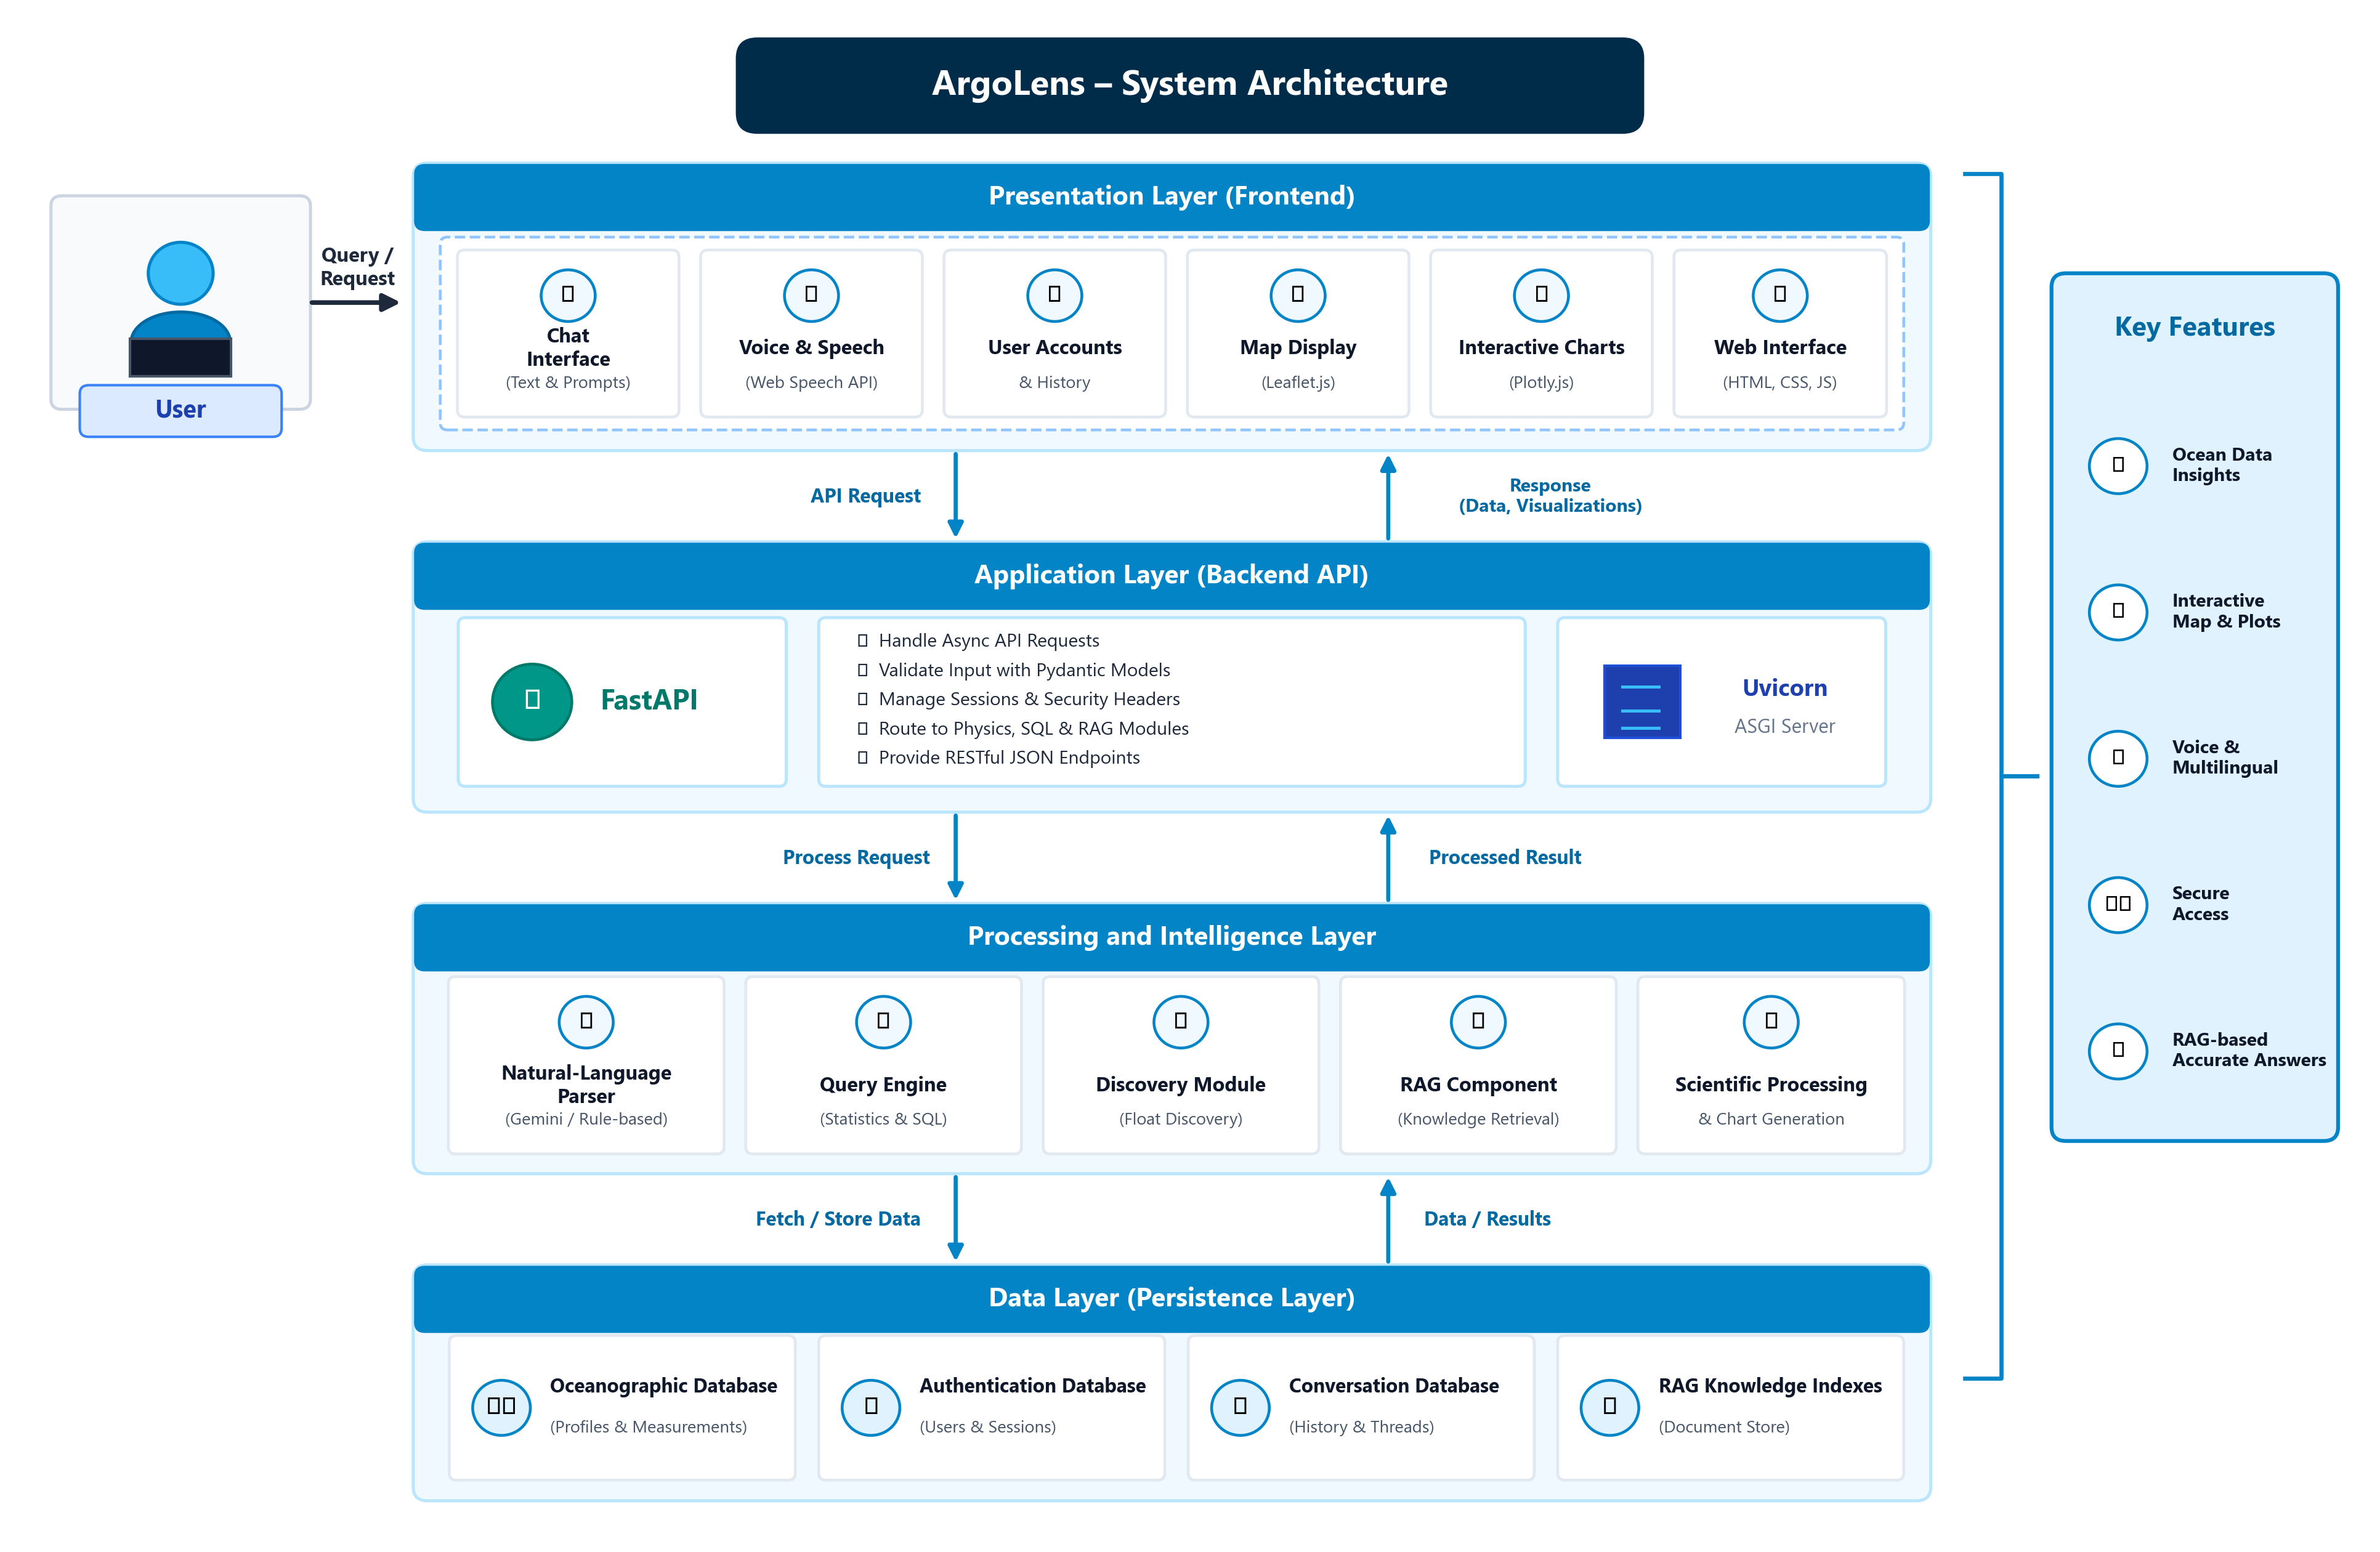 ArgoLens – System Architecture
Presentation Layer (Frontend)
Query /
Request
User
Chat
Interface
(Text & Prompts)
Voice & Speech
(Web Speech API)
User Accounts
& History
Map Display
(Leaflet.js)
Interactive Charts
(Plotly.js)
Web Interface
(HTML, CSS, JS)
API Request
Response
(Data, Visualizations)
Application Layer (Backend API)
FastAPI
Handle Async API Requests
Validate Input with Pydantic Models
Manage Sessions & Security Headers
Route to Physics, SQL & RAG Modules
Provide RESTful JSON Endpoints
Uvicorn
ASGI Server
Process Request
Processed Result
Processing and Intelligence Layer
Natural-Language
Parser
(Gemini / Rule-based)
Query Engine
(Statistics & SQL)
Discovery Module
(Float Discovery)
RAG Component
(Knowledge Retrieval)
Scientific Processing
& Chart Generation
Fetch / Store Data
Data / Results
Data Layer (Persistence Layer)
Oceanographic Database
(Profiles & Measurements)
Authentication Database
(Users & Sessions)
Conversation Database
(History & Threads)
RAG Knowledge Indexes
(Document Store)
Key Features
Ocean Data
Insights
Interactive
Map & Plots
Voice &
Multilingual
Secure
Access
RAG-based
Accurate Answers